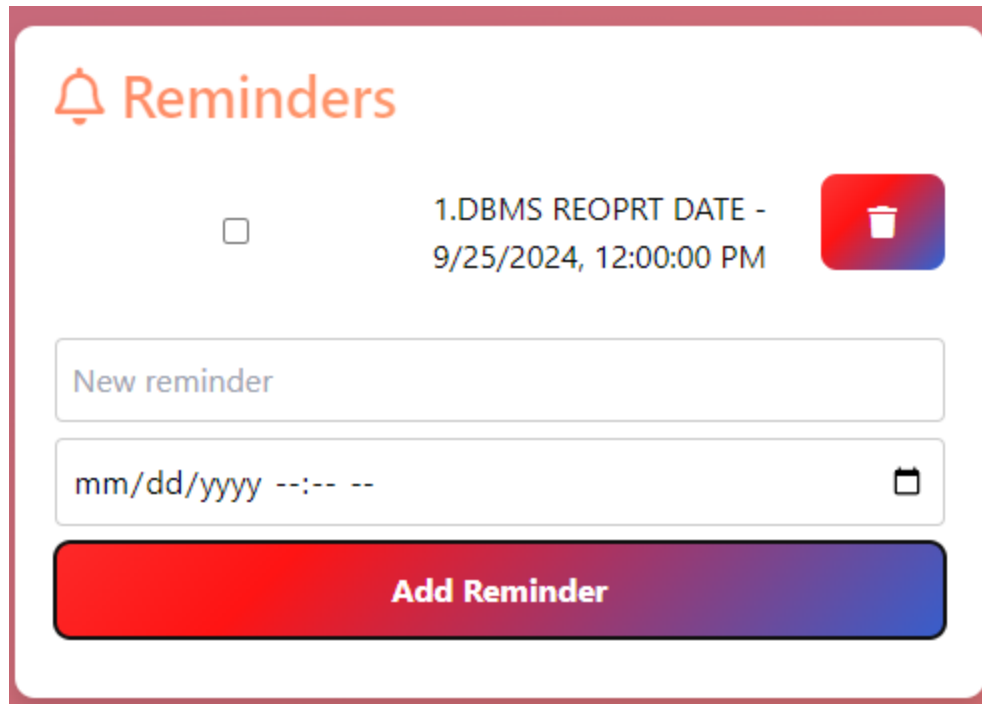 Reminders
1.DBMS REOPRT DATE -
9/25/2024, 12:00:00 PM
New reminder
mm/dd/yyyy --:-- --
Add Reminder